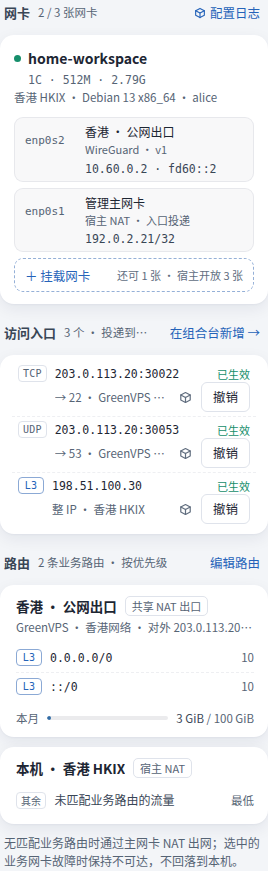 网卡 2 / 3 张网卡 配置日志
home-workspace
1C · 512M · 2.79G
香港 HKIX · Debian 13 x86_64 · alice
enp0s2 香港 · 公网出口
WireGuard · v1
10.60.0.2 · fd60::2
enp0s1 管理主网卡
宿主 NAT · 入口投递
192.0.2.21/32
＋ 挂载网卡 还可 1 张 · 宿主开放 3 张
访问入口 3 个 · 投递到… 在组合台新增 →
TCP 203.0.113.20:30022 已生效
→ 22 · GreenVPS … 撤销
UDP 203.0.113.20:30053 已生效
→ 53 · GreenVPS … 撤销
L3 198.51.100.30 已生效
整 IP · 香港 HKIX 撤销
路由 2 条业务路由 · 按优先级 编辑路由
香港 · 公网出口 共享 NAT 出口
GreenVPS · 香港网络 · 对外 203.0.113.20…
L3 0.0.0.0/0 10
L3 ::/0 10
本月 3 GiB / 100 GiB
本机 · 香港 HKIX 宿主 NAT
其余 未匹配业务路由的流量 最低
无匹配业务路由时通过主网卡 NAT 出网；选中的
业务网卡故障时保持不可达，不回落到本机。